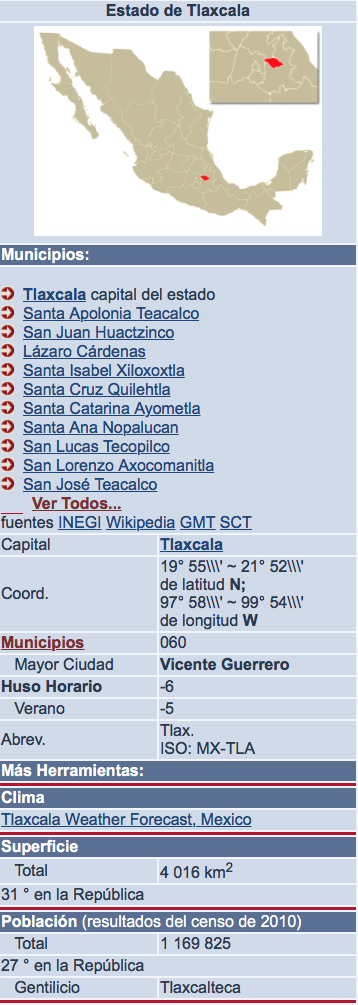 Estado de Tlaxcala
Municipios:
Tlaxcala capital del estado
Santa Apolonia Teacalco
San Juan Huactzinco
Lázaro Cárdenas
Santa Isabel Xiloxoxtla
Santa Cruz Quilehtla
Santa Catarina Ayometla
Santa Ana Nopalucan
San Lucas Tecopilco
San Lorenzo Axocomanitla
San José Teacalco
Ver Todos...
fuentes INEGI Wikipedia GMT SCT
Capital Tlaxcala
Coord. 19° 55\\\' ~ 21° 52\\\'
de latitud N;
97° 58\\\' ~ 99° 54\\\'
de longitud W
Municipios 060
Mayor Ciudad Vicente Guerrero
Huso Horario -6
Verano -5
Abrev. Tlax.
ISO: MX-TLA
Más Herramientas:
Clima
Tlaxcala Weather Forecast, Mexico
Superficie
Total 4 016 km2
31 ° en la República
Población (resultados del censo de 2010)
Total 1 169 825
27 ° en la República
Gentilicio Tlaxcalteca